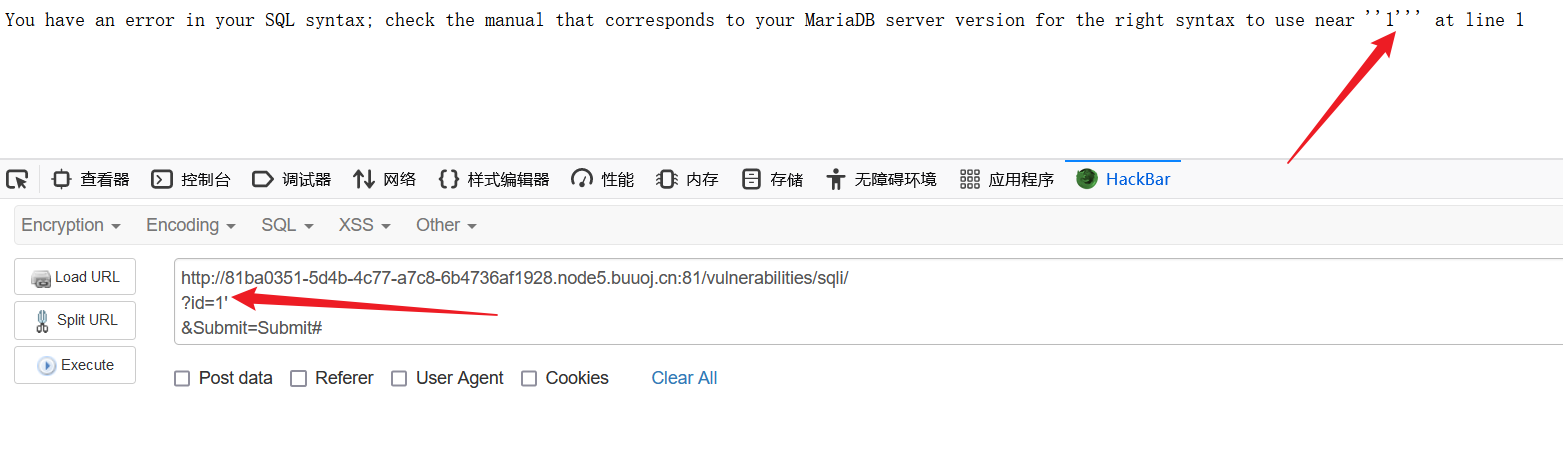 You have an error in your SQL syntax; check the manual that corresponds to your MariaDB server version for the right syntax to use near ''1''' at line 1
查看器 控制台 调试器 网络 样式编辑器 性能 内存 存储 无障碍环境 应用程序 HackBar
Encryption Encoding SQL XSS Other
Load URL
Split URL
Execute
http://81ba0351-5d4b-4c77-a7c8-6b4736af1928.node5.buuoj.cn:81/vulnerabilities/sqli/
?id=1'
&Submit=Submit#
Post data Referer User Agent Cookies Clear All